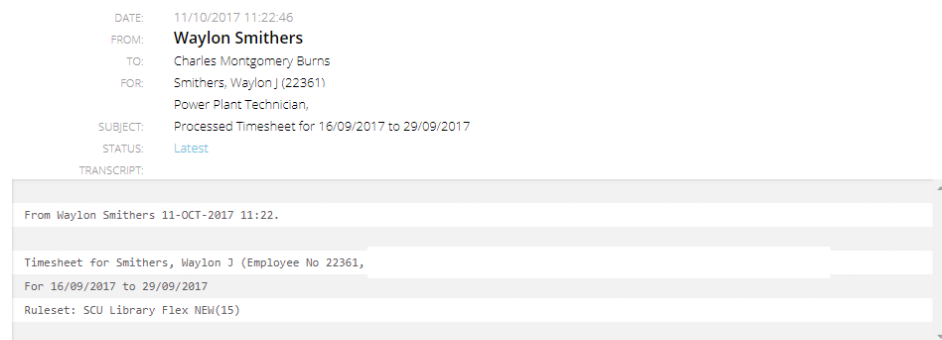 DATE: 11/10/2017 11:22:46
FROM: Waylon Smithers
TO: Charles Montgomery Burns
FOR: Smithers, Waylon J (22361)
Power Plant Technician,
SUBJECT: Processed Timesheet for 16/09/2017 to 29/09/2017
STATUS: Latest
TRANSCRIPT:
From Waylon Smithers 11-OCT-2017 11:22.
Timesheet for Smithers, Waylon J (Employee No 22361,
For 16/09/2017 to 29/09/2017
Ruleset: SCU Library Flex NEW(15)